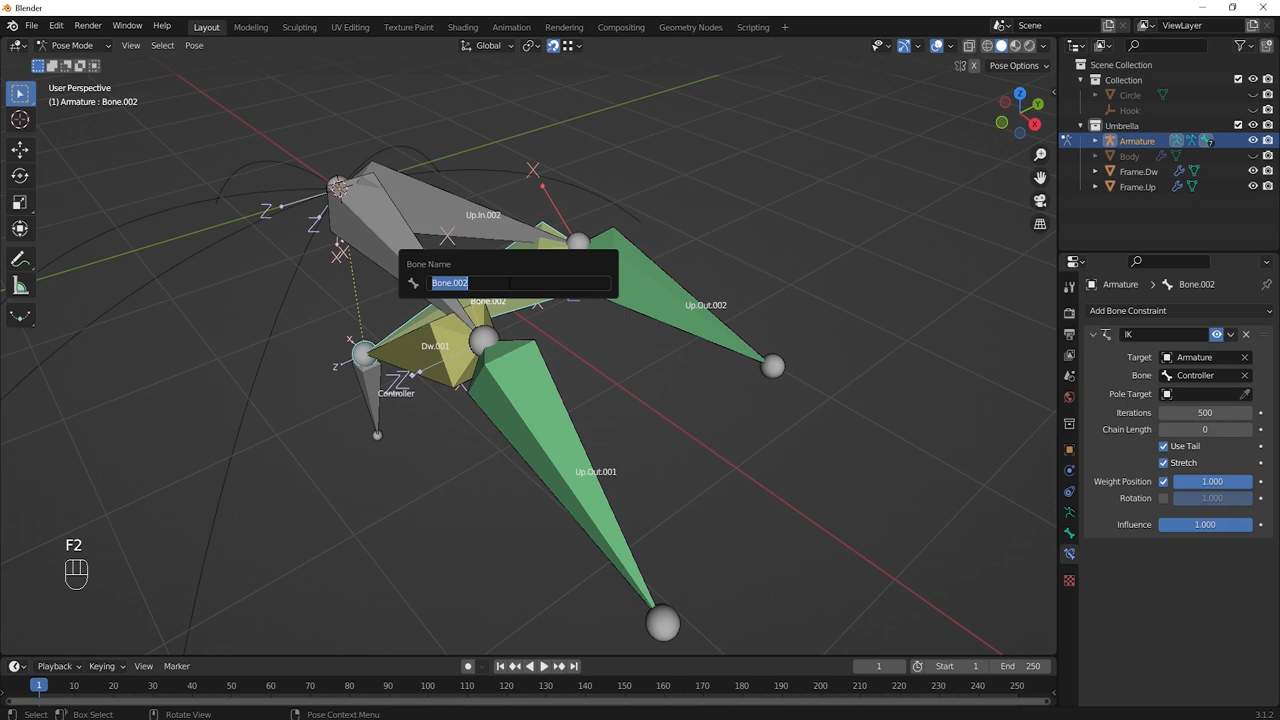 Blender
File Edit Render Window Help Layout Modeling Sculpting UV Editing Texture Paint Shading Animation Rendering Compositing Geometry Nodes Scripting + Scene ViewLayer
Pose Mode View Select Pose Global
X Pose Options
User Perspective
(1) Armature : Bone.002
Z
Y
X
Scene Collection
Collection
Circle
Hook
Umbrella
Armature 7
Body
Frame.Dw
Frame.Up
X
Z
Up.In.002
Z
X
X
X
Bone Name
Bone.002
Bone.002
Up.Out.002
X
Z
Dw.001
Z
Controller
Up.Out.001
F2
Armature Bone.002
Add Bone Constraint
IK
Target Armature
Bone Controller
Pole Target
Iterations 500
Chain Length 0
Use Tail
Stretch
Weight Position 1.000
Rotation 1.000
Influence 1.000
Playback Keying View Marker 1 Start 1 End 250
1 10 20 30 40 50 60 70 80 90 100 110 120 130 140 150 160 170 180 190 200 210 220 230 240 250
Select Box Select Rotate View Pose Context Menu 3.1.2